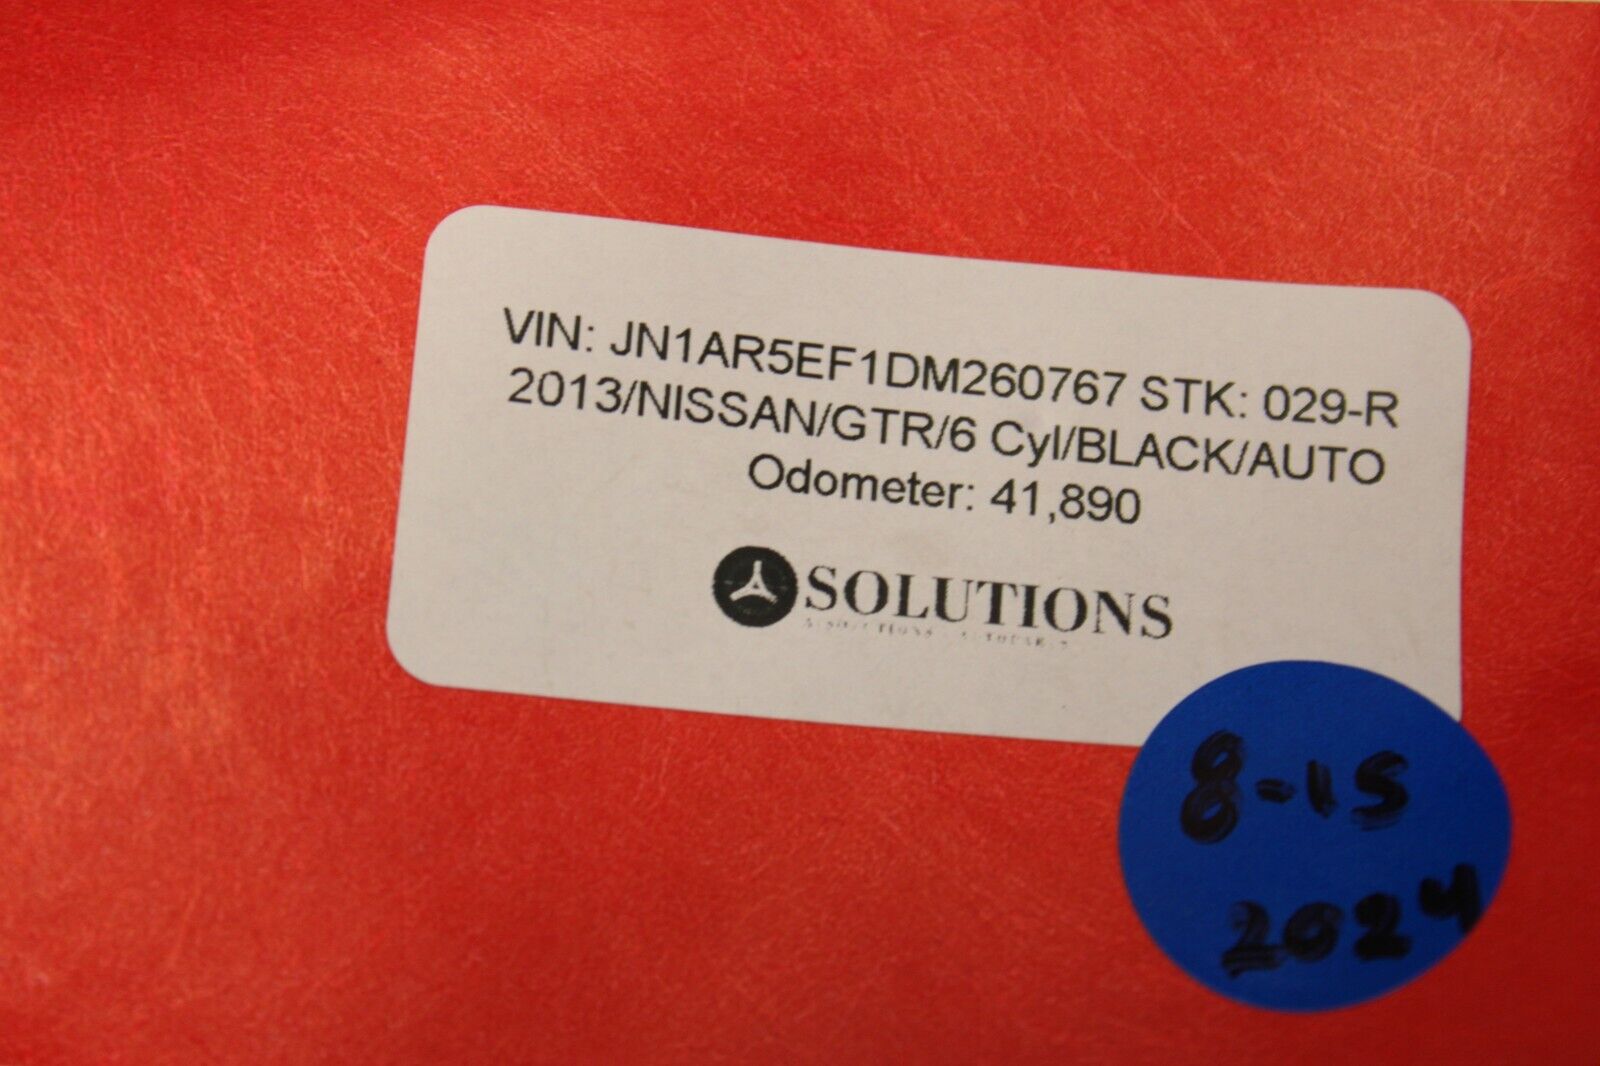 VIN: JN1AR5EF1DM260767 STK: 029-R
2013/NISSAN/GTR/6 Cyl/BLACK/AUTO
Odometer: 41,890
SOLUTIONS
8-15
2024